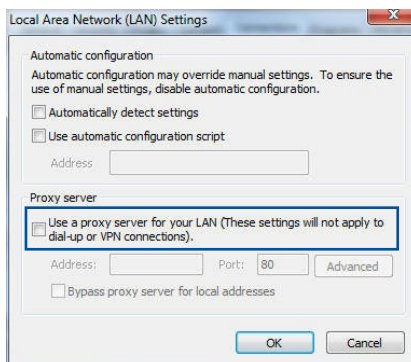 Local Area Network (LAN) Settings
Automatic configuration
Automatic configuration may override manual settings. To ensure the
use of manual settings, disable automatic configuration.
Automatically detect settings
Use automatic configuration script
Address
Proxy server
Use a proxy server for your LAN (These settings will not apply to
dial-up or VPN connections).
Address: Port: 80 Advanced
Bypass proxy server for local addresses
OK Cancel